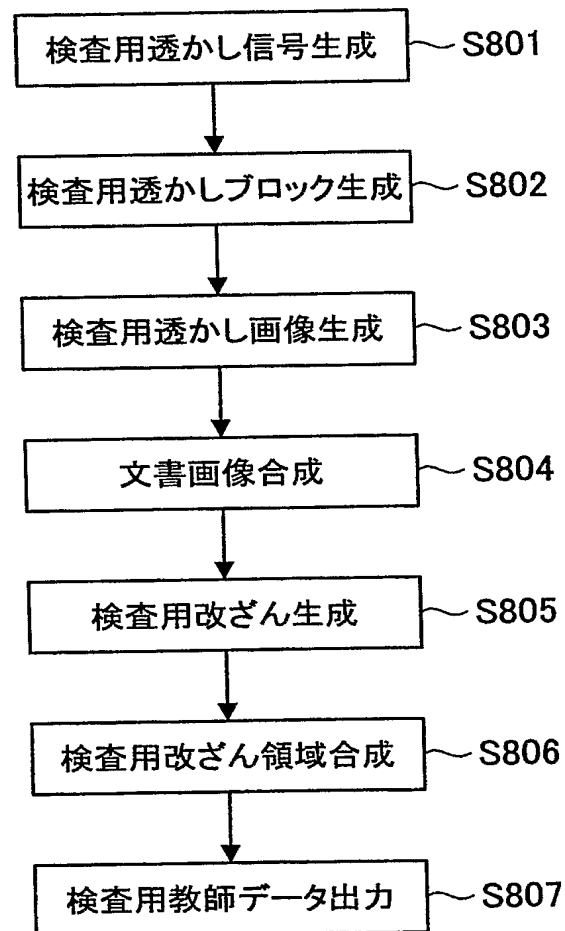 検査用透かし信号生成 S801
検査用透かしブロック生成 S802
検査用透かし画像生成 S803
文書画像合成 S804
検査用改ざん生成 S805
検査用改ざん領域合成 S806
検査用教師データ出力 S807